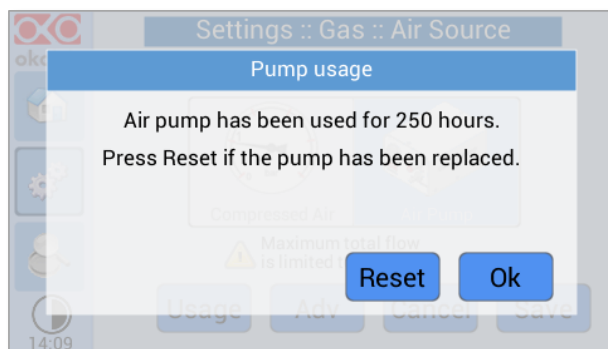 Settings :: Gas :: Air Source
Pump usage
Air pump has been used for 250 hours.
Press Reset if the pump has been replaced.
Compressed Air
Maximum total flow
is limited
Reset Ok
Usage Adv Cancel Save
14:09